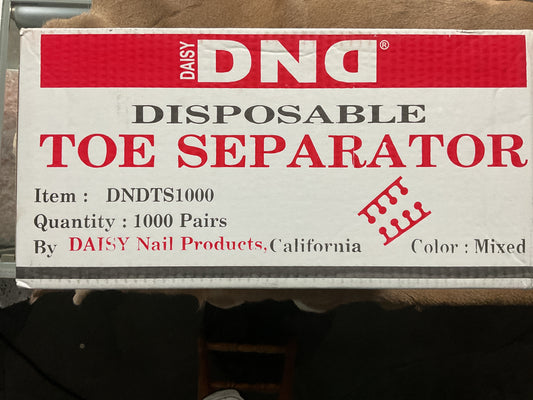 DAISY DND®
DISPOSABLE
TOE SEPARATOR
Item : DNDTS1000
Quantity : 1000 Pairs
By DAISY Nail Products, California Color : Mixed